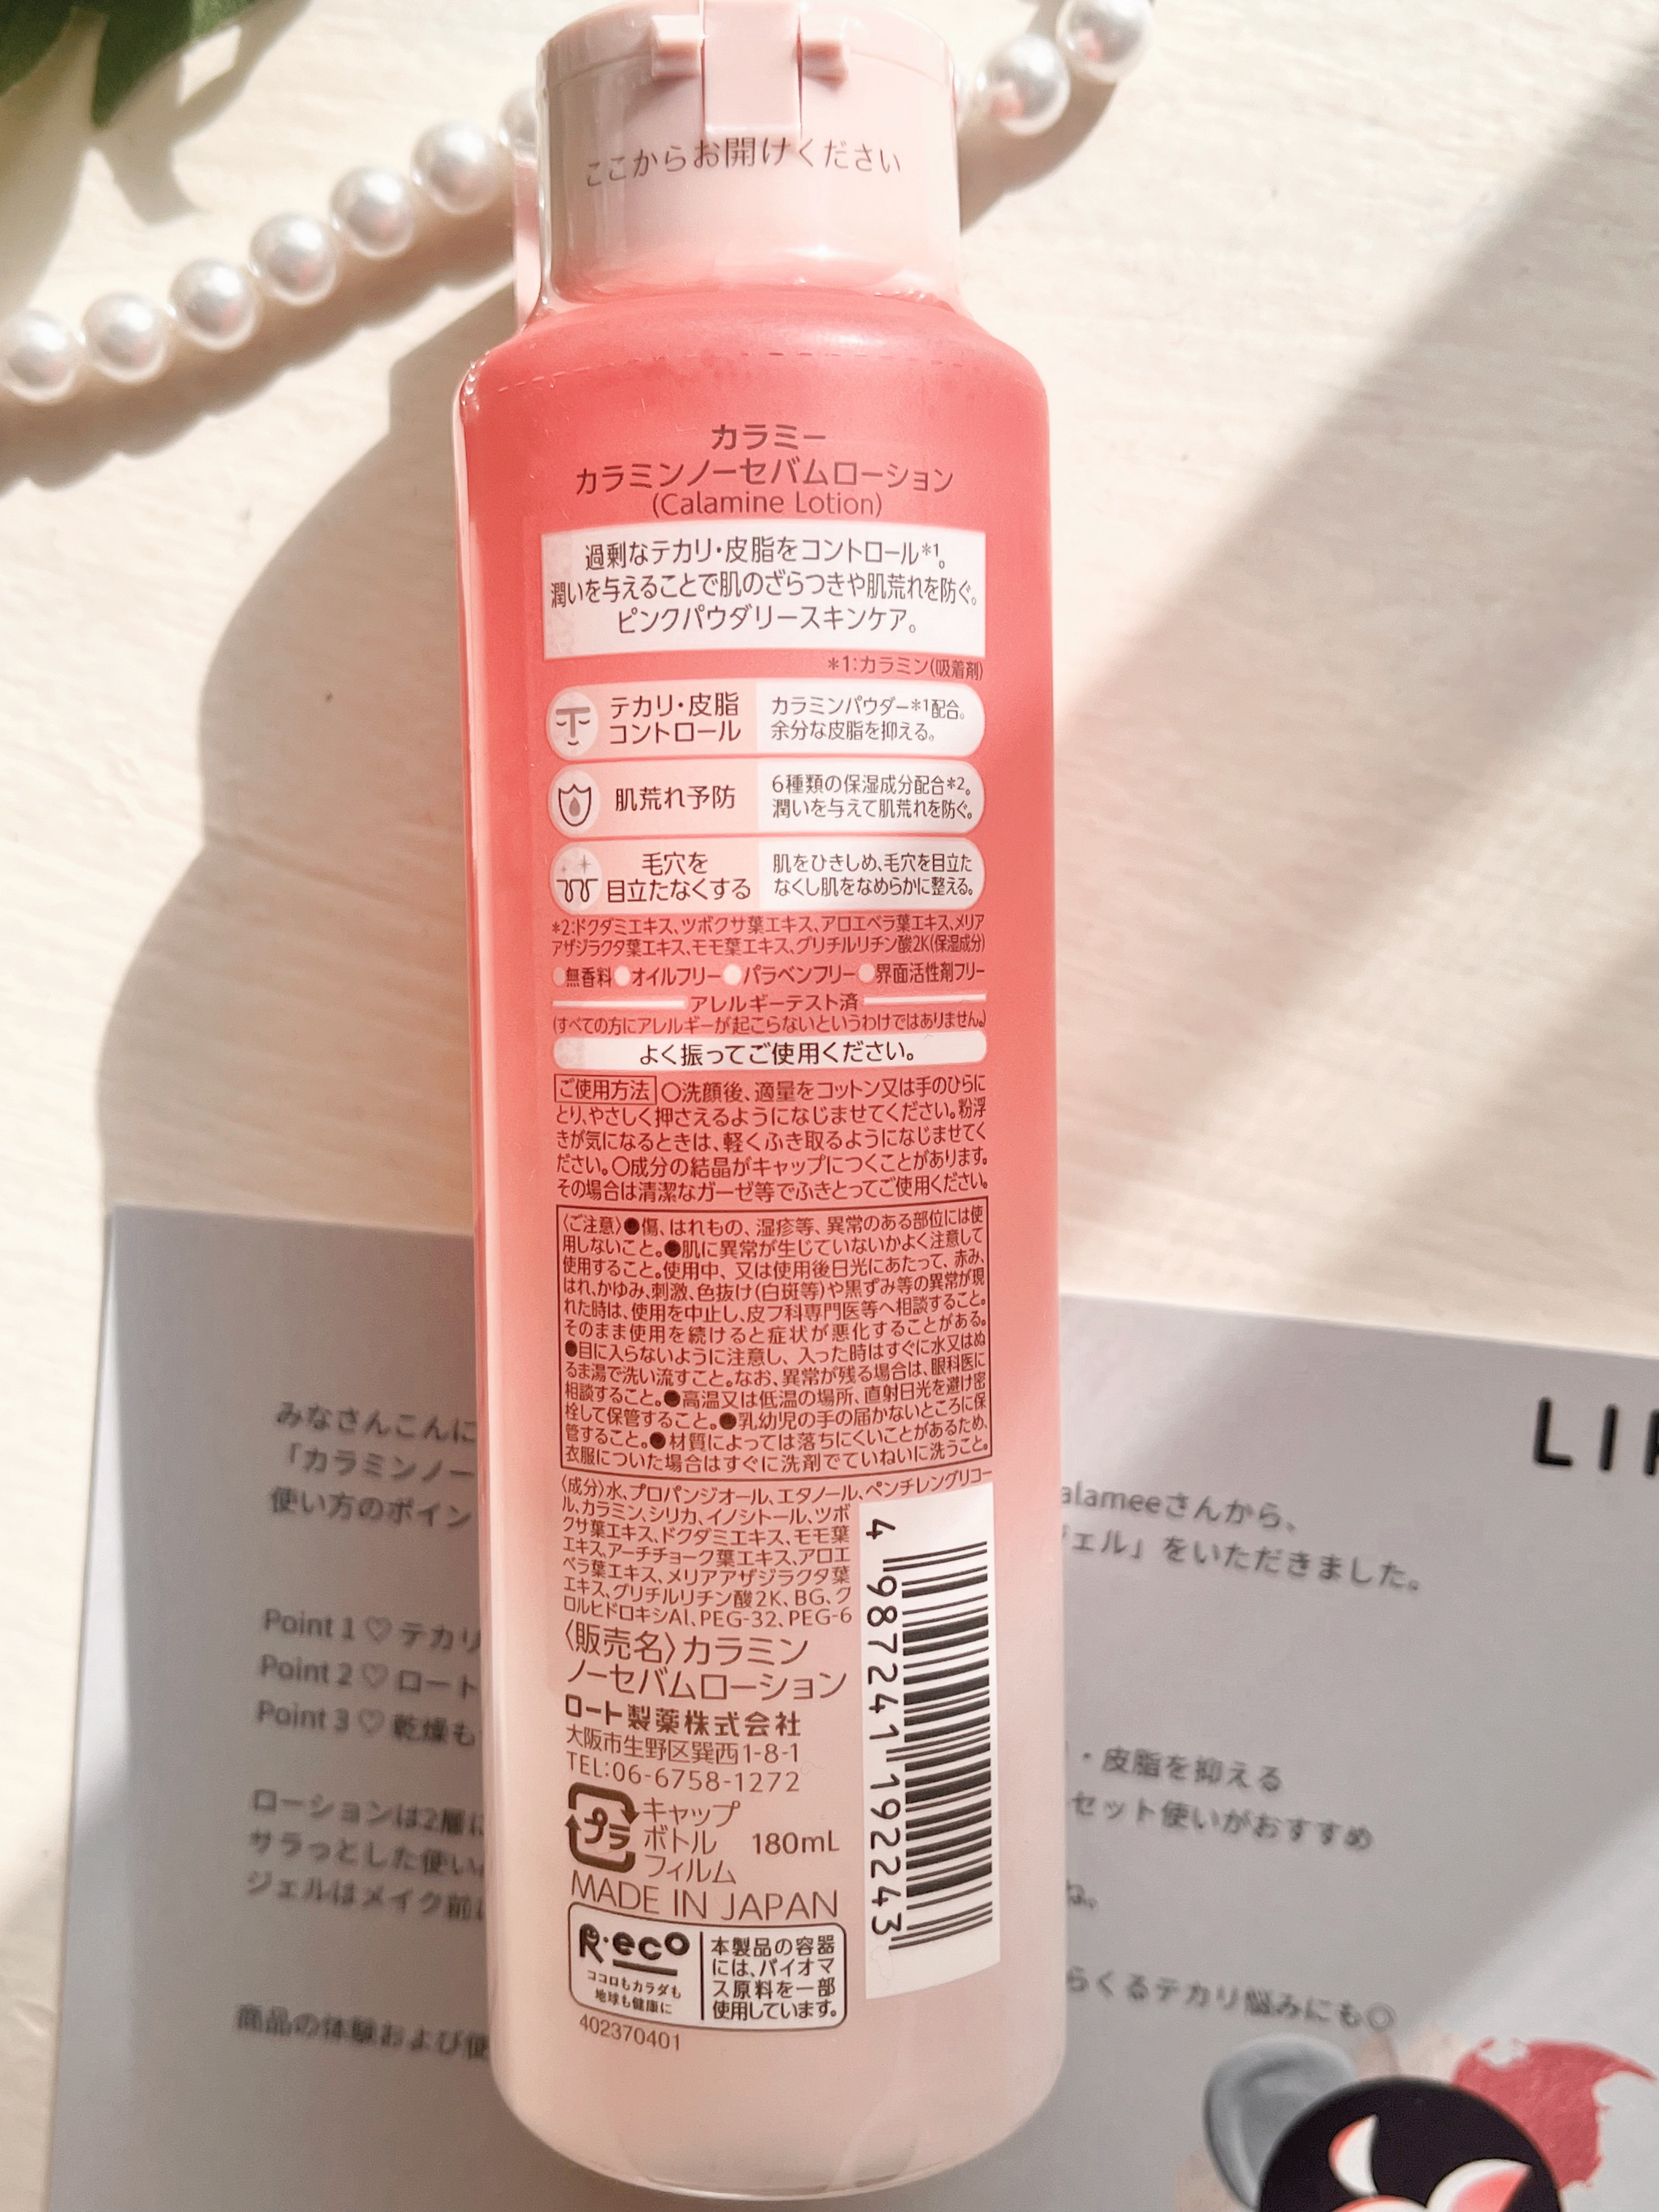 ここからお開けください
カラミー
カラミンノーセバムローション
(Calamine Lotion)
過剰なテカリ・皮脂をコントロール*1。
潤いを与えることで肌のざらつきや肌荒れを防ぐ。
ピンクパウダリースキンケア。
*1:カラミン(吸着剤)
テカリ・皮脂
コントロール
カラミンパウダー*1配合。
余分な皮脂を抑える。
肌荒れ予防
6種類の保湿成分配合*2。
潤いを与えて肌荒れを防ぐ。
毛穴を
目立たなくする
肌をひきしめ、毛穴を目立た
なくし肌をなめらかに整える。
*2:ドクダミエキス、ツボクサ葉エキス、アロエベラ葉エキス、メリア
アザジラクタ葉エキス、モモ葉エキス、グリチルリチン酸2K(保湿成分)
●無香料●オイルフリー●パラベンフリー●界面活性剤フリー
アレルギーテスト済
(すべての方にアレルギーが起こらないというわけではありません。)
よく振ってご使用ください。
ご使用方法 〇洗顔後、適量をコットン又は手のひらに
とり、やさしく押さえるようになじませてください。粉浮
きが気になるときは、軽くふき取るようになじませてく
ださい。〇成分の結晶がキャップにつくことがあります。
その場合は清潔なガーゼ等でふきとってご使用ください。
〈ご注意〉●傷、はれもの、湿疹等、異常のある部位には使
用しないこと。●肌に異常が生じていないかよく注意して
使用すること。使用中、又は使用後日光にあたって、赤み、
はれ、かゆみ、刺激、色抜け(白斑等)や黒ずみ等の異常が現
れた時は、使用を中止し、皮フ科専門医等へ相談すること。
そのまま使用を続けると症状が悪化することがある。
●目に入らないように注意し、入った時はすぐに水又はぬ
るま湯で洗い流すこと。なお、異常が残る場合は、眼科医に
相談すること。●高温又は低温の場所、直射日光を避け密
栓して保管すること。●乳幼児の手の届かないところに保
管すること。●材質によっては落ちにくいことがあるため、
衣服についた場合はすぐに洗剤でていねいに洗うこと。
〈成分〉水、プロパンジオール、エタノール、ペンチレングリコー
ル、カラミン、シリカ、イノシトール、ツボ
クサ葉エキス、ドクダミエキス、モモ葉
エキス、アーチチョーク葉エキス、アロエ
ベラ葉エキス、メリアアザジラクタ葉
エキス、グリチルリチン酸2K、BG、ク
ロルヒドロキシAl、PEG-32、PEG-6
〈販売名〉カラミン
ノーセバムローション
ロート製薬株式会社
大阪市生野区巽西1-8-1
TEL:06-6758-1272
プラ
キャップ
ボトル
フィルム
180mL
MADE IN JAPAN
R・eco
ココロもカラダも
地球も健康に
本製品の容器
には、バイオマ
ス原料を一部
使用しています。
402370401
4 987241 192243
みなさんこんに
「カラミンノー
使い方のポイン
Point 1 ♡ テカリ
Point 2 ♡ ロート
Point 3 ♡ 乾燥も
ローションは2層に
サラっとした使い
ジェルはメイク前に
商品の体験および使
LIP
alameeさんから、
ジェル」をいただきました。
・皮脂を抑える
セット使いがおすすめ
ね。
らくるテカリ悩みにも◎